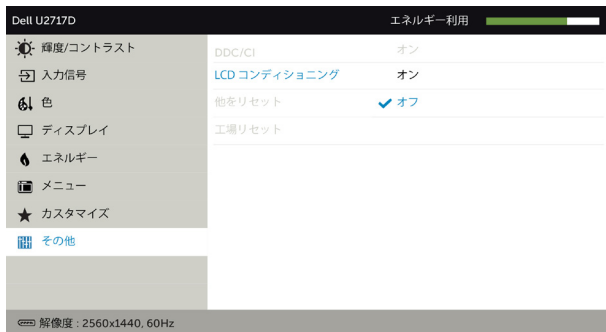 Dell U2717D エネルギー利用
輝度/コントラスト
DDC/CI オン
入力信号
LCD コンディショニング オン
色
他をリセット オフ
ディスプレイ
工場リセット
エネルギー
メニュー
カスタマイズ
その他
解像度 : 2560x1440, 60Hz